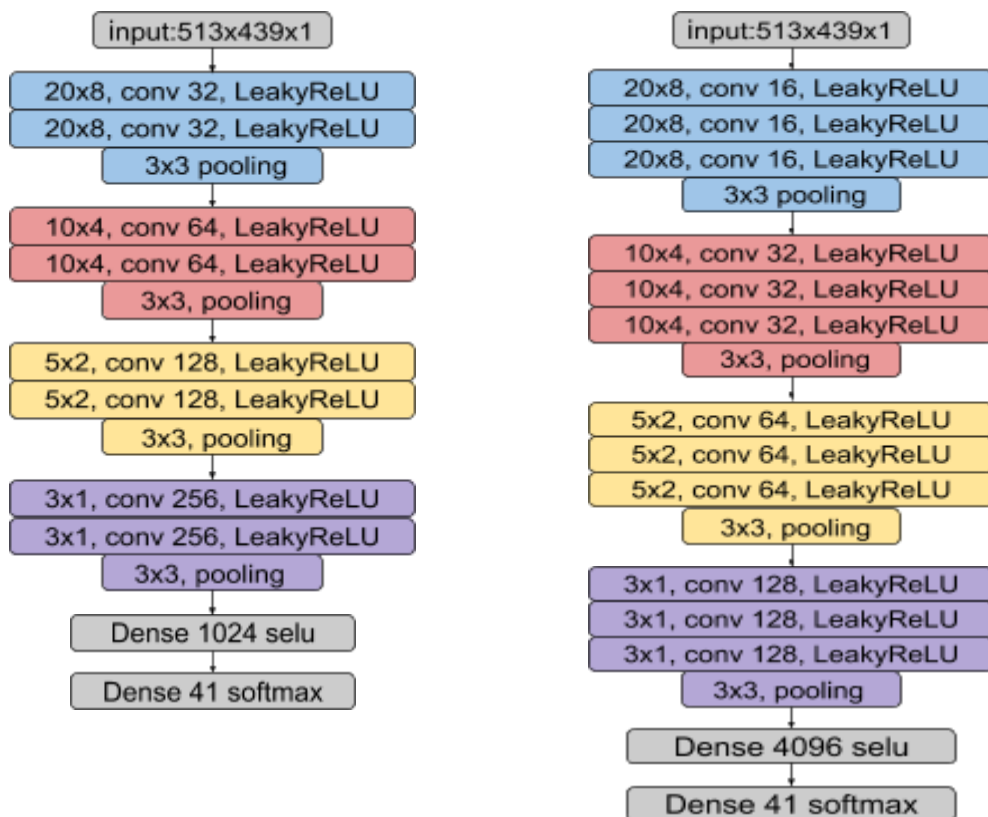 input:513x439x1
20x8, conv 32, LeakyReLU
20x8, conv 32, LeakyReLU
3x3 pooling
10x4, conv 64, LeakyReLU
10x4, conv 64, LeakyReLU
3x3, pooling
5x2, conv 128, LeakyReLU
5x2, conv 128, LeakyReLU
3x3, pooling
3x1, conv 256, LeakyReLU
3x1, conv 256, LeakyReLU
3x3, pooling
Dense 1024 selu
Dense 41 softmax
input:513x439x1
20x8, conv 16, LeakyReLU
20x8, conv 16, LeakyReLU
20x8, conv 16, LeakyReLU
3x3 pooling
10x4, conv 32, LeakyReLU
10x4, conv 32, LeakyReLU
10x4, conv 32, LeakyReLU
3x3, pooling
5x2, conv 64, LeakyReLU
5x2, conv 64, LeakyReLU
5x2, conv 64, LeakyReLU
3x3, pooling
3x1, conv 128, LeakyReLU
3x1, conv 128, LeakyReLU
3x1, conv 128, LeakyReLU
3x3, pooling
Dense 4096 selu
Dense 41 softmax